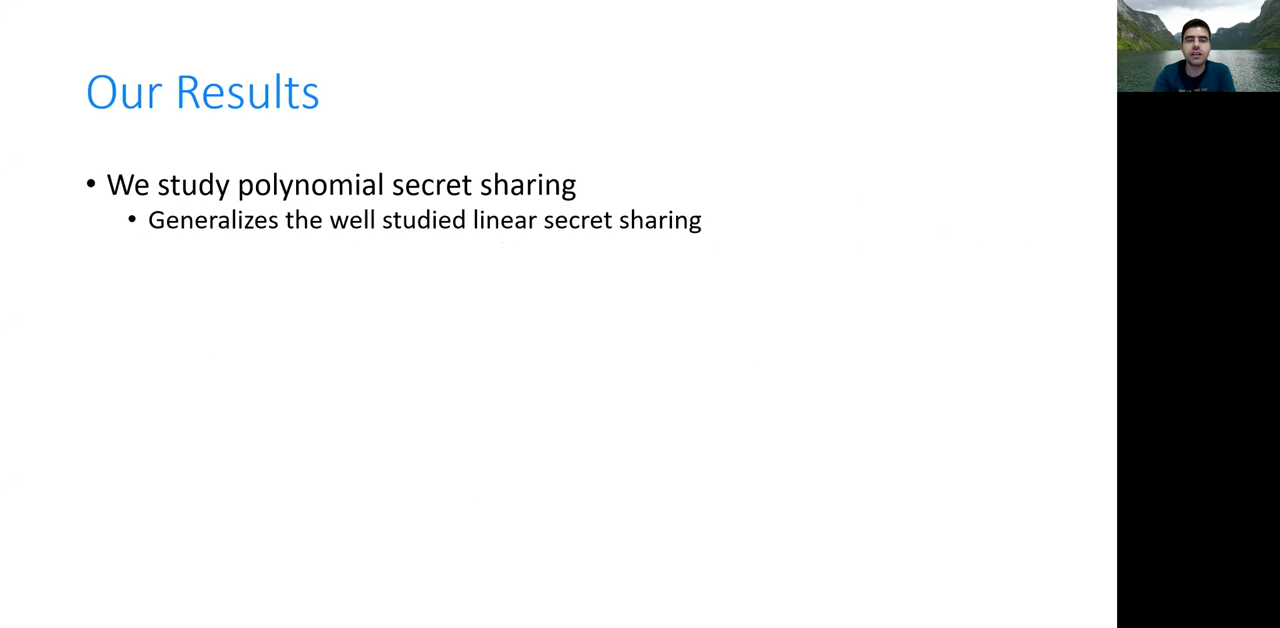 Our Results
• We study polynomial secret sharing
• Generalizes the well studied linear secret sharing